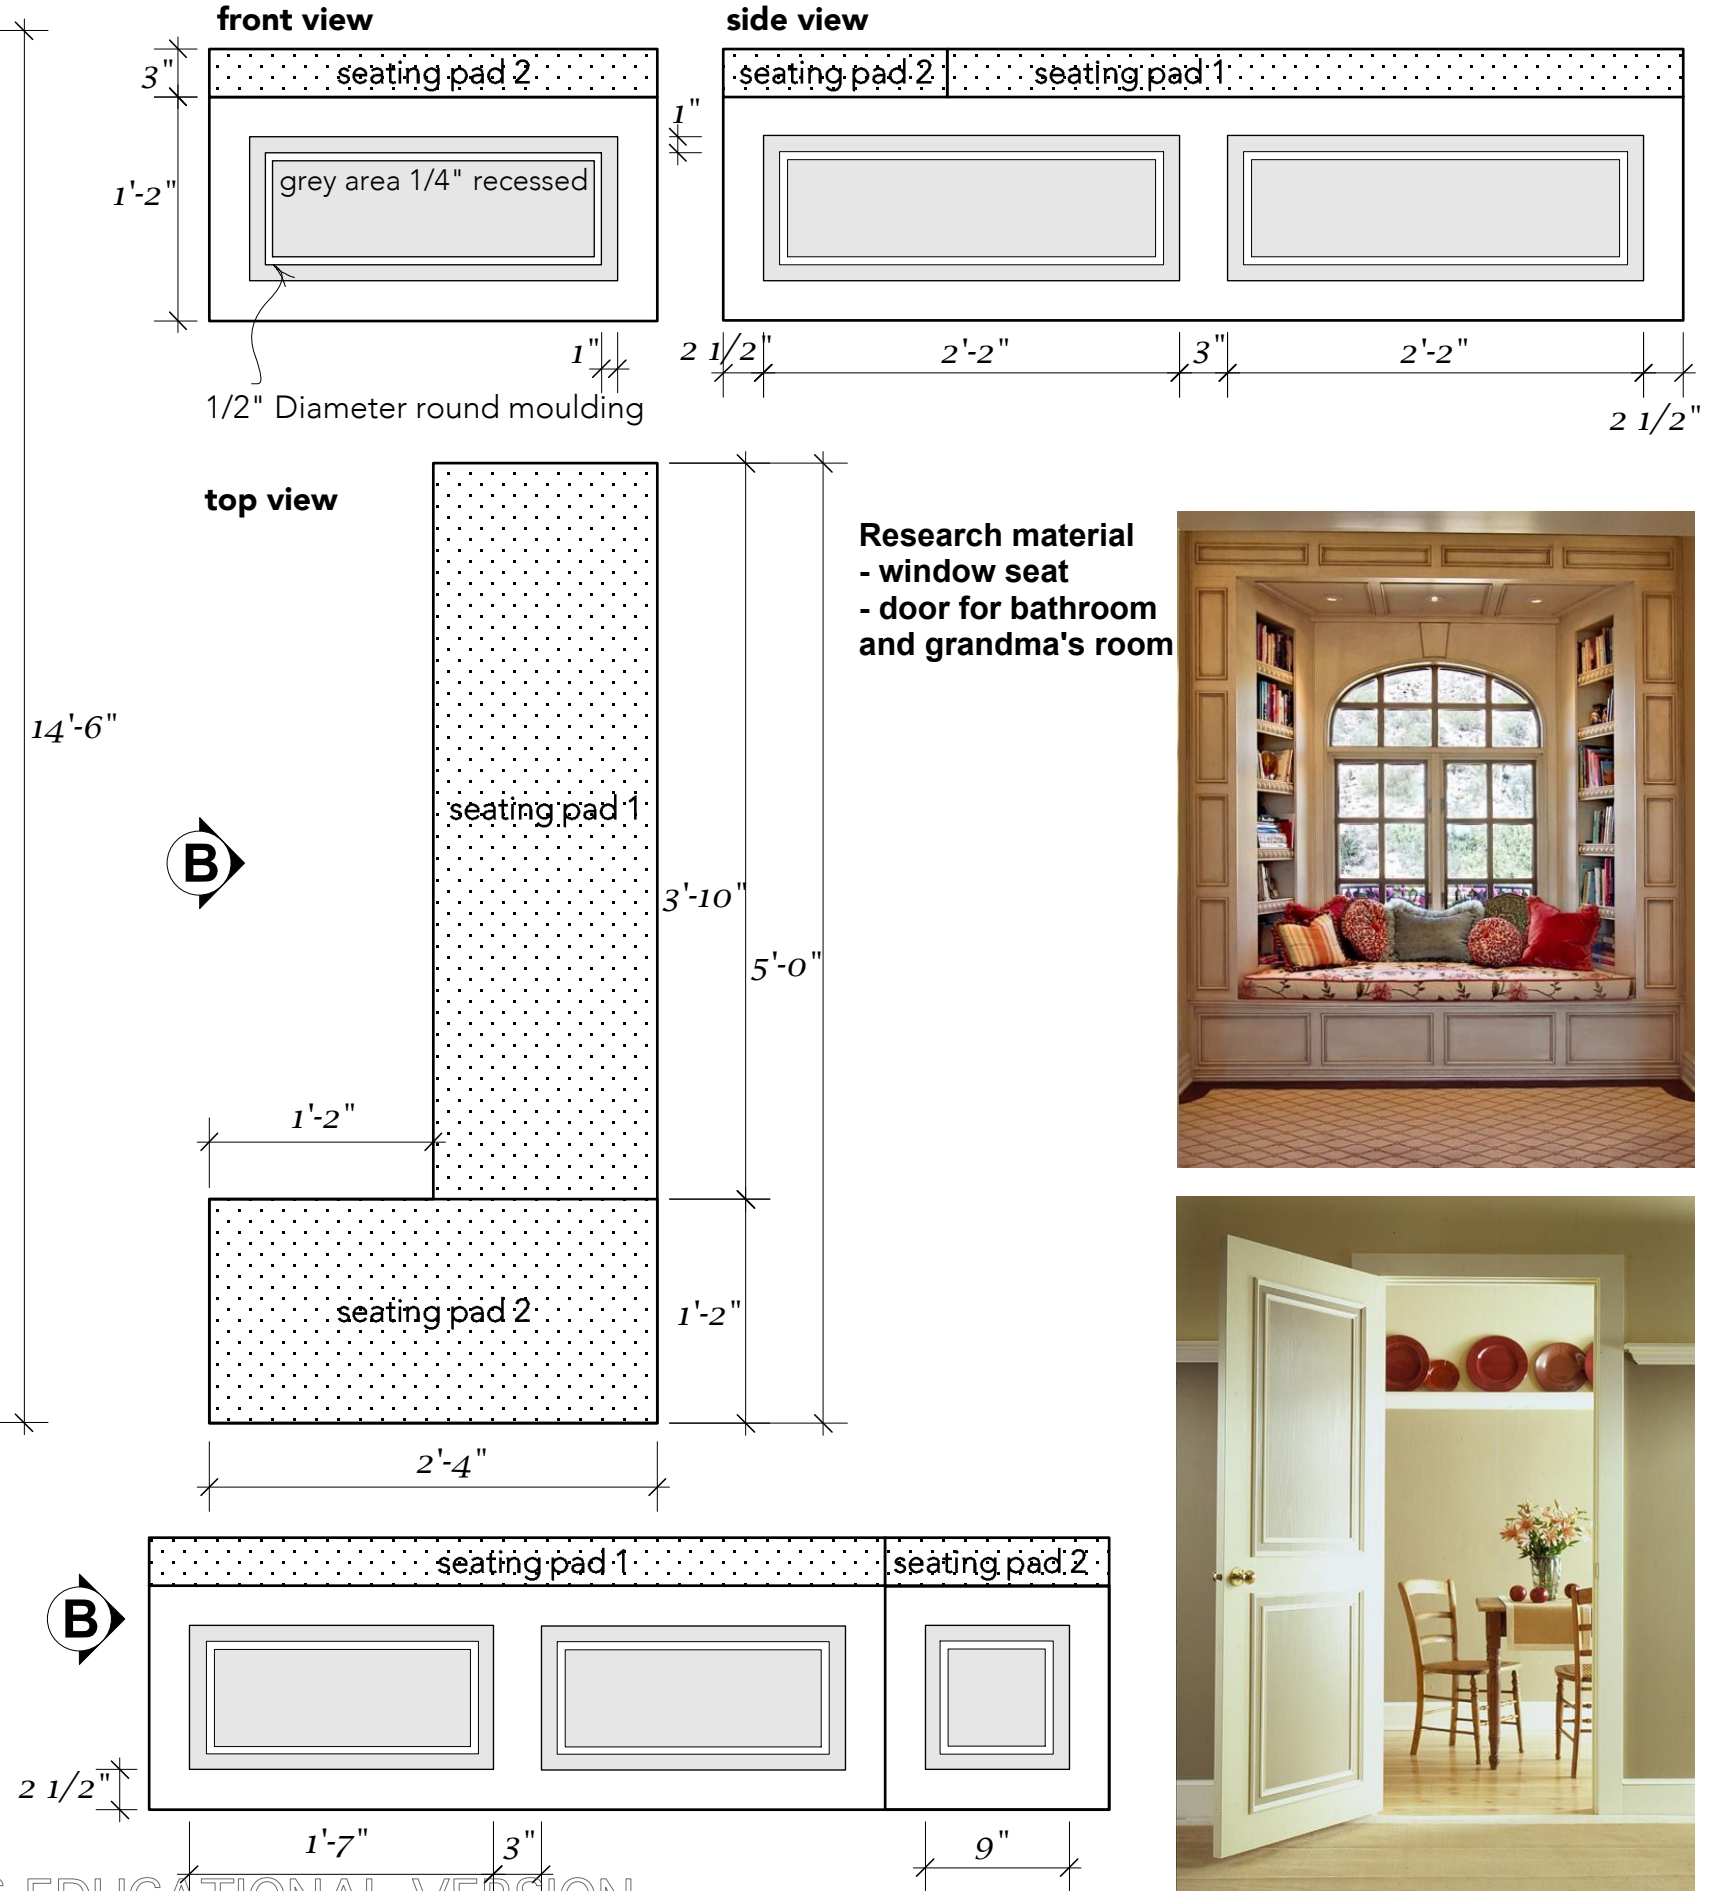 front view
side view
3"
seating pad 2
seating pad 2
seating pad 1
1"
1'-2"
grey area 1/4" recessed
1"
2 1/2"
2'-2"
3"
2'-2"
1/2" Diameter round moulding
2 1/2"
top view
Research material
- window seat
- door for bathroom
and grandma's room
14'-6"
seating pad 1
B
3'-10"
5'-0"
1'-2"
seating pad 2
1'-2"
2'-4"
seating pad 1
seating pad 2
B
2 1/2"
1'-7"
3"
9"
EDUCATIONAL VERSION